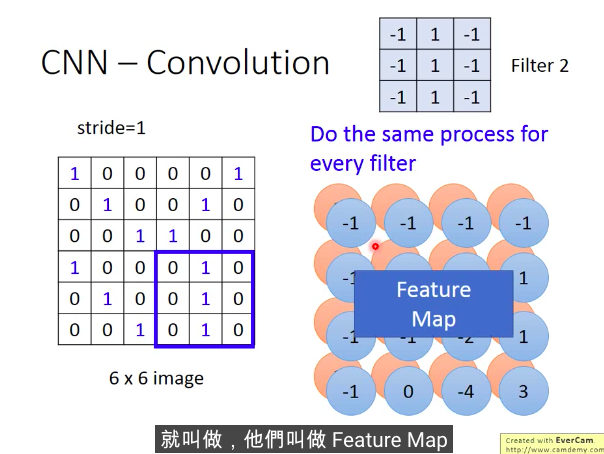 CNN – Convolution
-1 1 -1
-1 1 -1
-1 1 -1
Filter 2
stride=1
Do the same process for
every filter
1 0 0 0 0 1
0 1 0 0 1 0
0 0 1 1 0 0
1 0 0 0 1 0
0 1 0 0 1 0
0 0 1 0 1 0
6 x 6 image
-1 -1 -1 -1
-1 1
-1 -1 -2 1
-1 0 -4 3
Feature
Map
就叫做，他們叫做 Feature Map
Created with EverCam.
http://www.camdemy.com